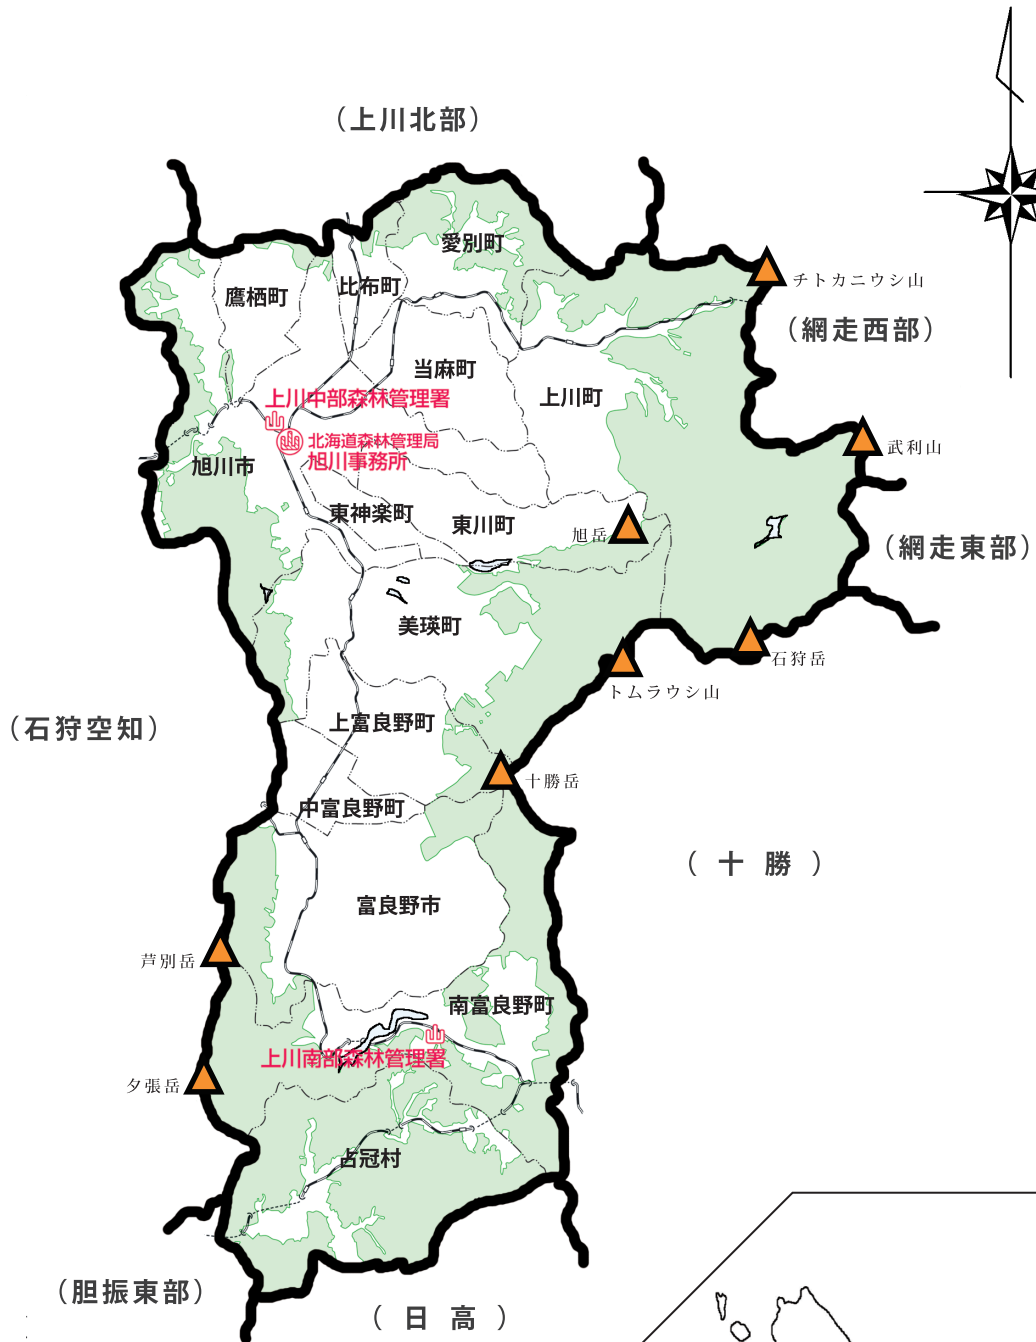 （上川北部）
愛別町
チトカニウシ山
比布町
鷹栖町
（網走西部）
当麻町
上川町
上川中部森林管理署
北海道森林管理局
旭川事務所
武利山
旭川市
東神楽町
東川町
旭岳
（網走東部）
美瑛町
石狩岳
トムラウシ山
（石狩空知）
上富良野町
十勝岳
中富良野町
（十勝）
富良野市
芦別岳
南富良野町
上川南部森林管理署
夕張岳
占冠村
（胆振東部）
（日高）